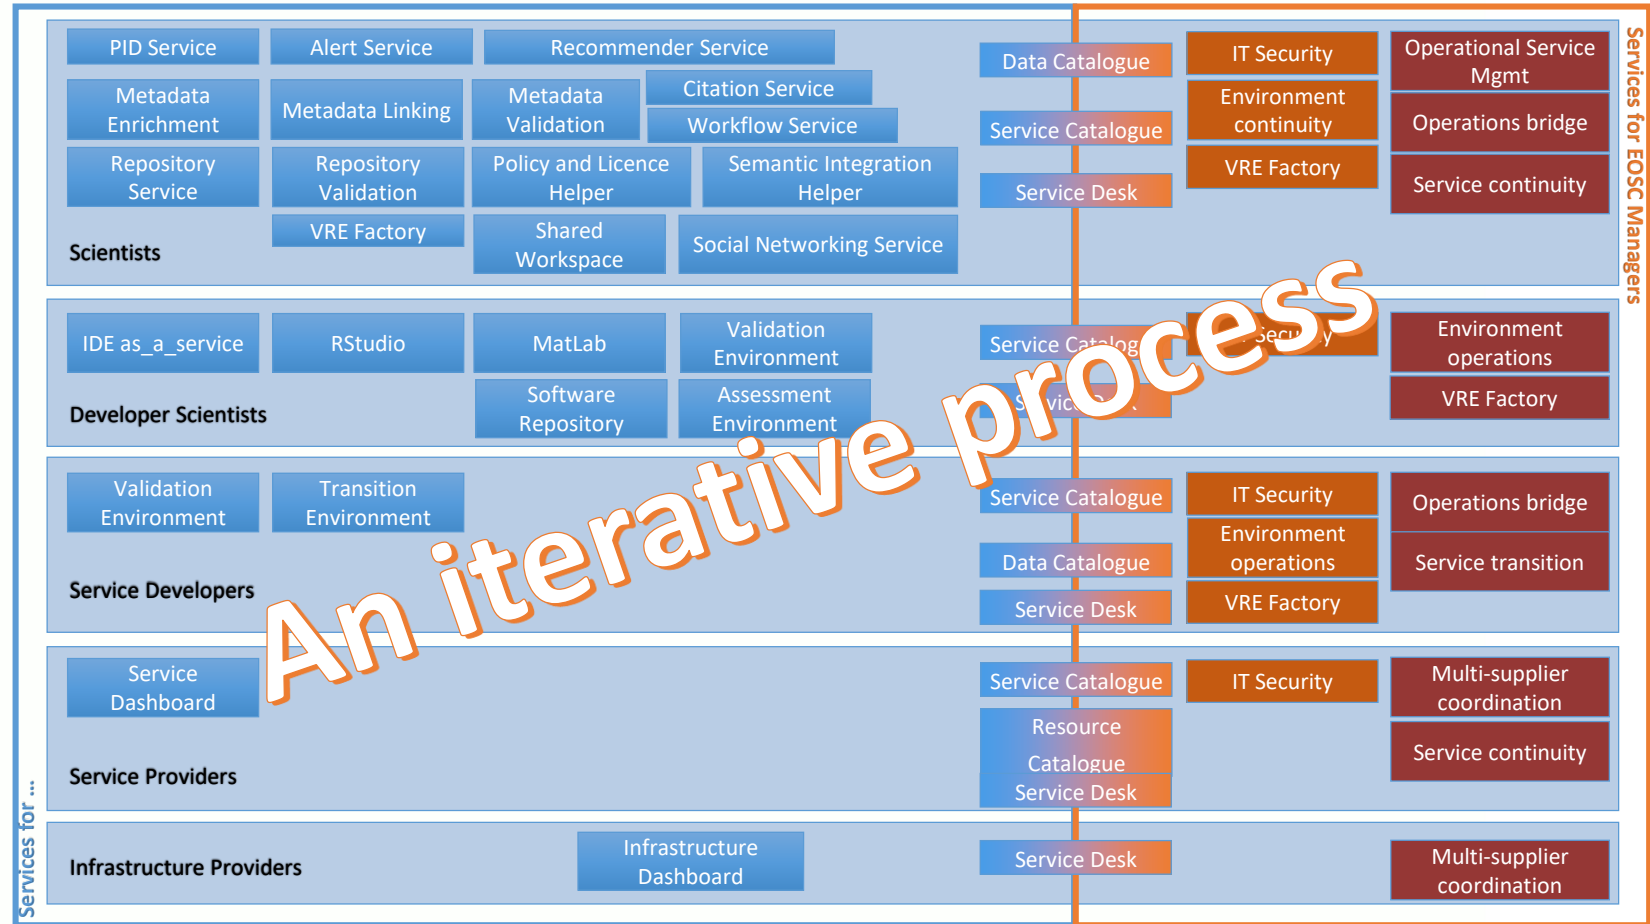 PID Service
Alert Service
Recommender Service
Metadata
Enrichment
Metadata Linking
Metadata
Validation
Citation Service
Workflow Service
Repository
Service
Repository
Validation
Policy and Licence
Helper
Semantic Integration
Helper
VRE Factory
Shared
Workspace
Social Networking Service
Scientists
Data Catalogue
Service Catalogue
Service Desk
IT Security
Environment
continuity
VRE Factory
Operational Service
Mgmt
Operations bridge
Service continuity
Services for EOSC Managers
IDE as_a_service
RStudio
MatLab
Validation
Environment
Software
Repository
Assessment
Environment
Developer Scientists
Service Catalogue
Service Desk
IT Security
Environment
operations
VRE Factory
An iterative process
Validation
Environment
Transition
Environment
Service Developers
Service Catalogue
Data Catalogue
Service Desk
IT Security
Environment
operations
VRE Factory
Operations bridge
Service transition
Service
Dashboard
Service Providers
Service Catalogue
Resource
Catalogue
Service Desk
IT Security
Multi-supplier
coordination
Service continuity
Services for ...
Infrastructure Providers
Infrastructure
Dashboard
Service Desk
Multi-supplier
coordination